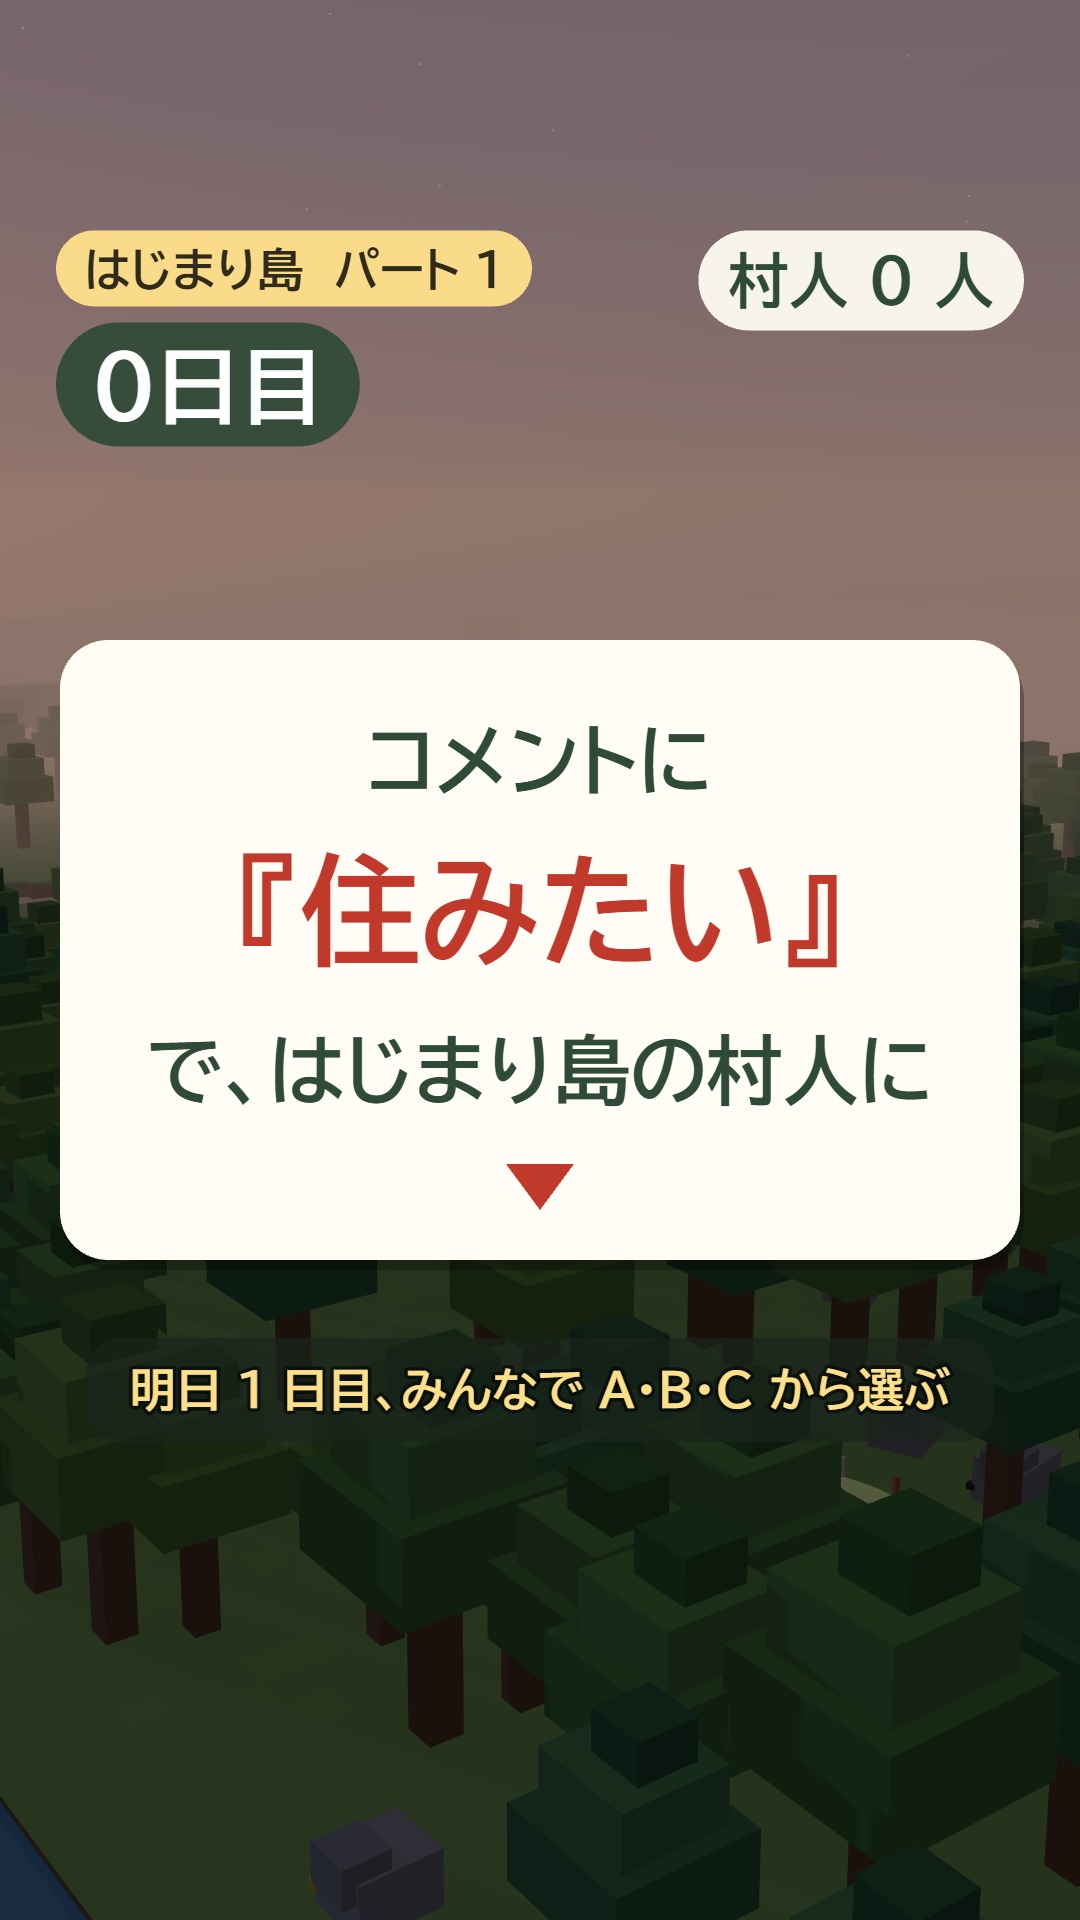 はじまり島 パート 1
村人 0 人
0日目
コメントに
『住みたい』
で、はじまり島の村人に
明日 1 日目、みんなで A・B・C から選ぶ